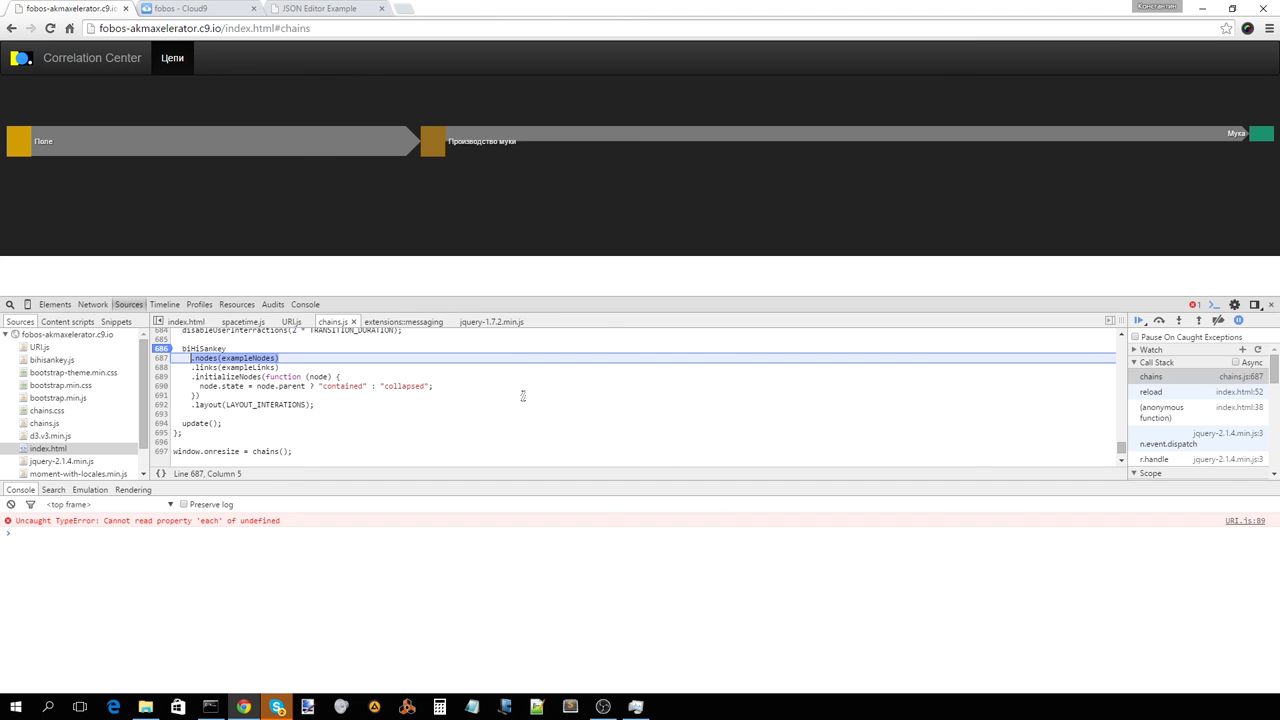 fobos-akmaxelerator.c9.io/
fobos - Cloud9
JSON Editor Example
Константин
fobos-akmaxelerator.c9.io/index.html#chains
Correlation Center
Цепи
Поле
Производство муки
Мука
Elements Network Sources Timeline Profiles Resources Audits Console
1
Sources Content scripts Snippets
index.html spacetime.js URI.js chains.js extensions::messaging jquery-1.7.2.min.js
fobos-akmaxelerator.c9.io
URI.js
bihisankey.js
bootstrap-theme.min.css
bootstrap.min.css
bootstrap.min.js
chains.css
chains.js
d3.v3.min.js
index.html
jquery-2.1.4.min.js
moment-with-locales.min.js
684 disableUserInterractions(2 * TRANSITION_DURATION);
685
686 biHiSankey
687 .nodes(exampleNodes)
688 .links(exampleLinks)
689 .initializeNodes(function (node) {
690 node.state = node.parent ? "contained" : "collapsed";
691 })
692 .layout(LAYOUT_INTERATIONS);
693
694 update();
695 };
696
697 window.onresize = chains();
{} Line 687, Column 5
Pause On Caught Exceptions
Watch
Call Stack Async
chains chains.js:687
reload index.html:52
(anonymous function) index.html:38
jquery-2.1.4.min.js:3
n.event.dispatch
jquery-2.1.4.min.js:3
r.handle
Scope
Console Search Emulation Rendering
<top frame> Preserve log
Uncaught TypeError: Cannot read property 'each' of undefined URI.js:89